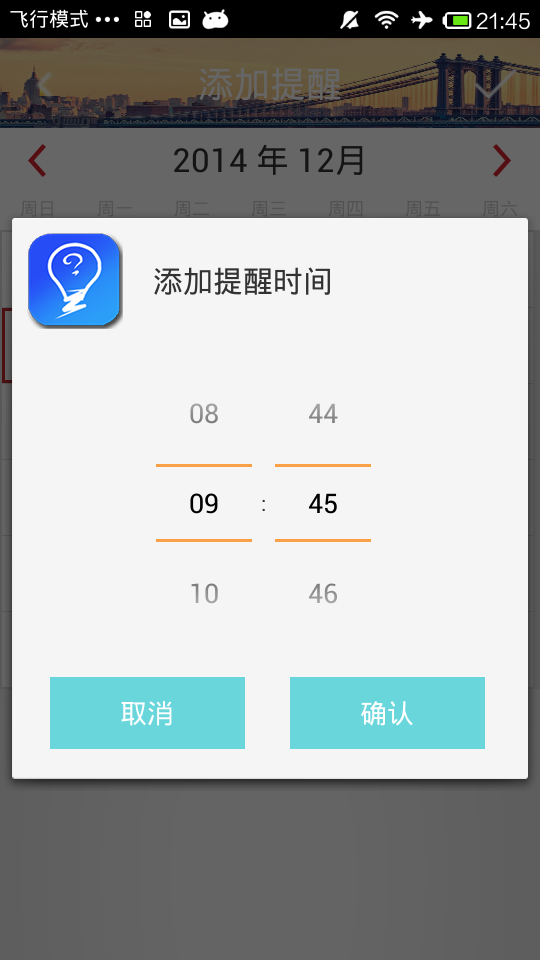 飞行模式 ••• 21:45
添加提醒
2014 年 12月
周日 周一 周二 周三 周四 周五 周六
?
添加提醒时间
08 44
09 : 45
10 46
取消 确认